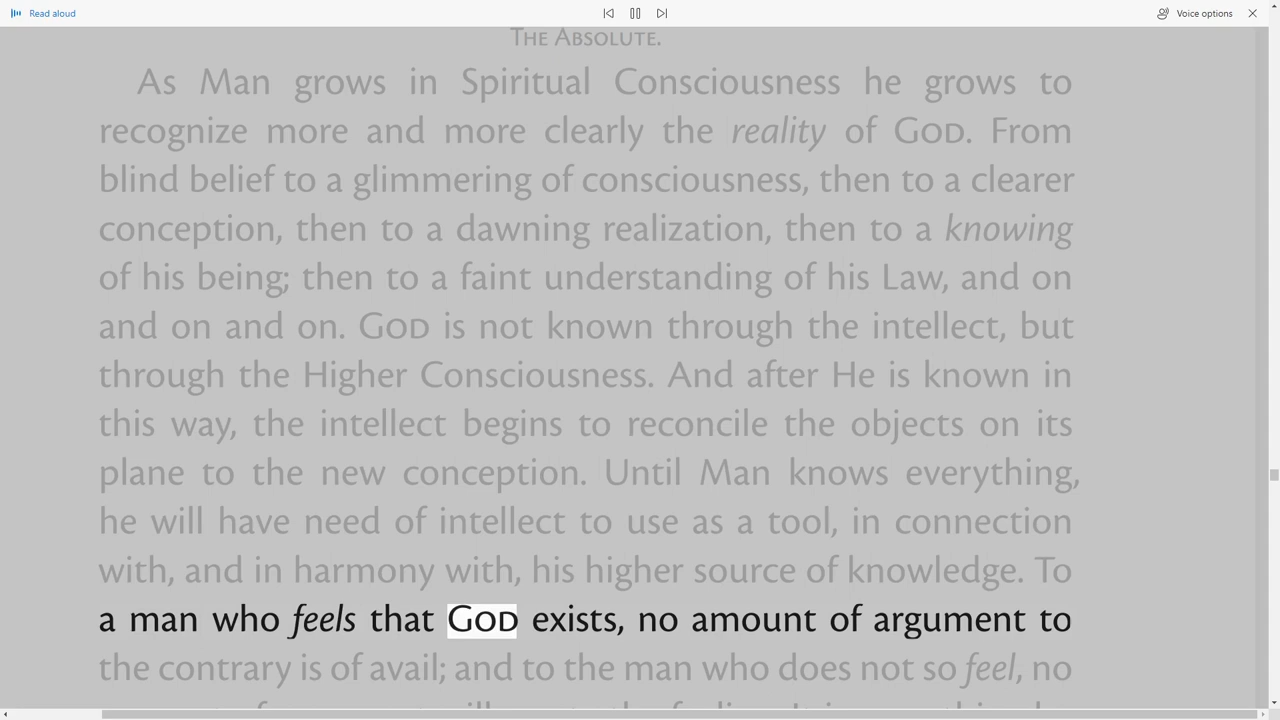 Read aloud
Voice options
The Absolute.
As Man grows in Spiritual Consciousness he grows to
recognize more and more clearly the reality of God. From
blind belief to a glimmering of consciousness, then to a clearer
conception, then to a dawning realization, then to a knowing
of his being; then to a faint understanding of his Law, and on
and on and on. God is not known through the intellect, but
through the Higher Consciousness. And after He is known in
this way, the intellect begins to reconcile the objects on its
plane to the new conception. Until Man knows everything,
he will have need of intellect to use as a tool, in connection
with, and in harmony with, his higher source of knowledge. To
a man who feels that God exists, no amount of argument to
the contrary is of avail; and to the man who does not so feel, no